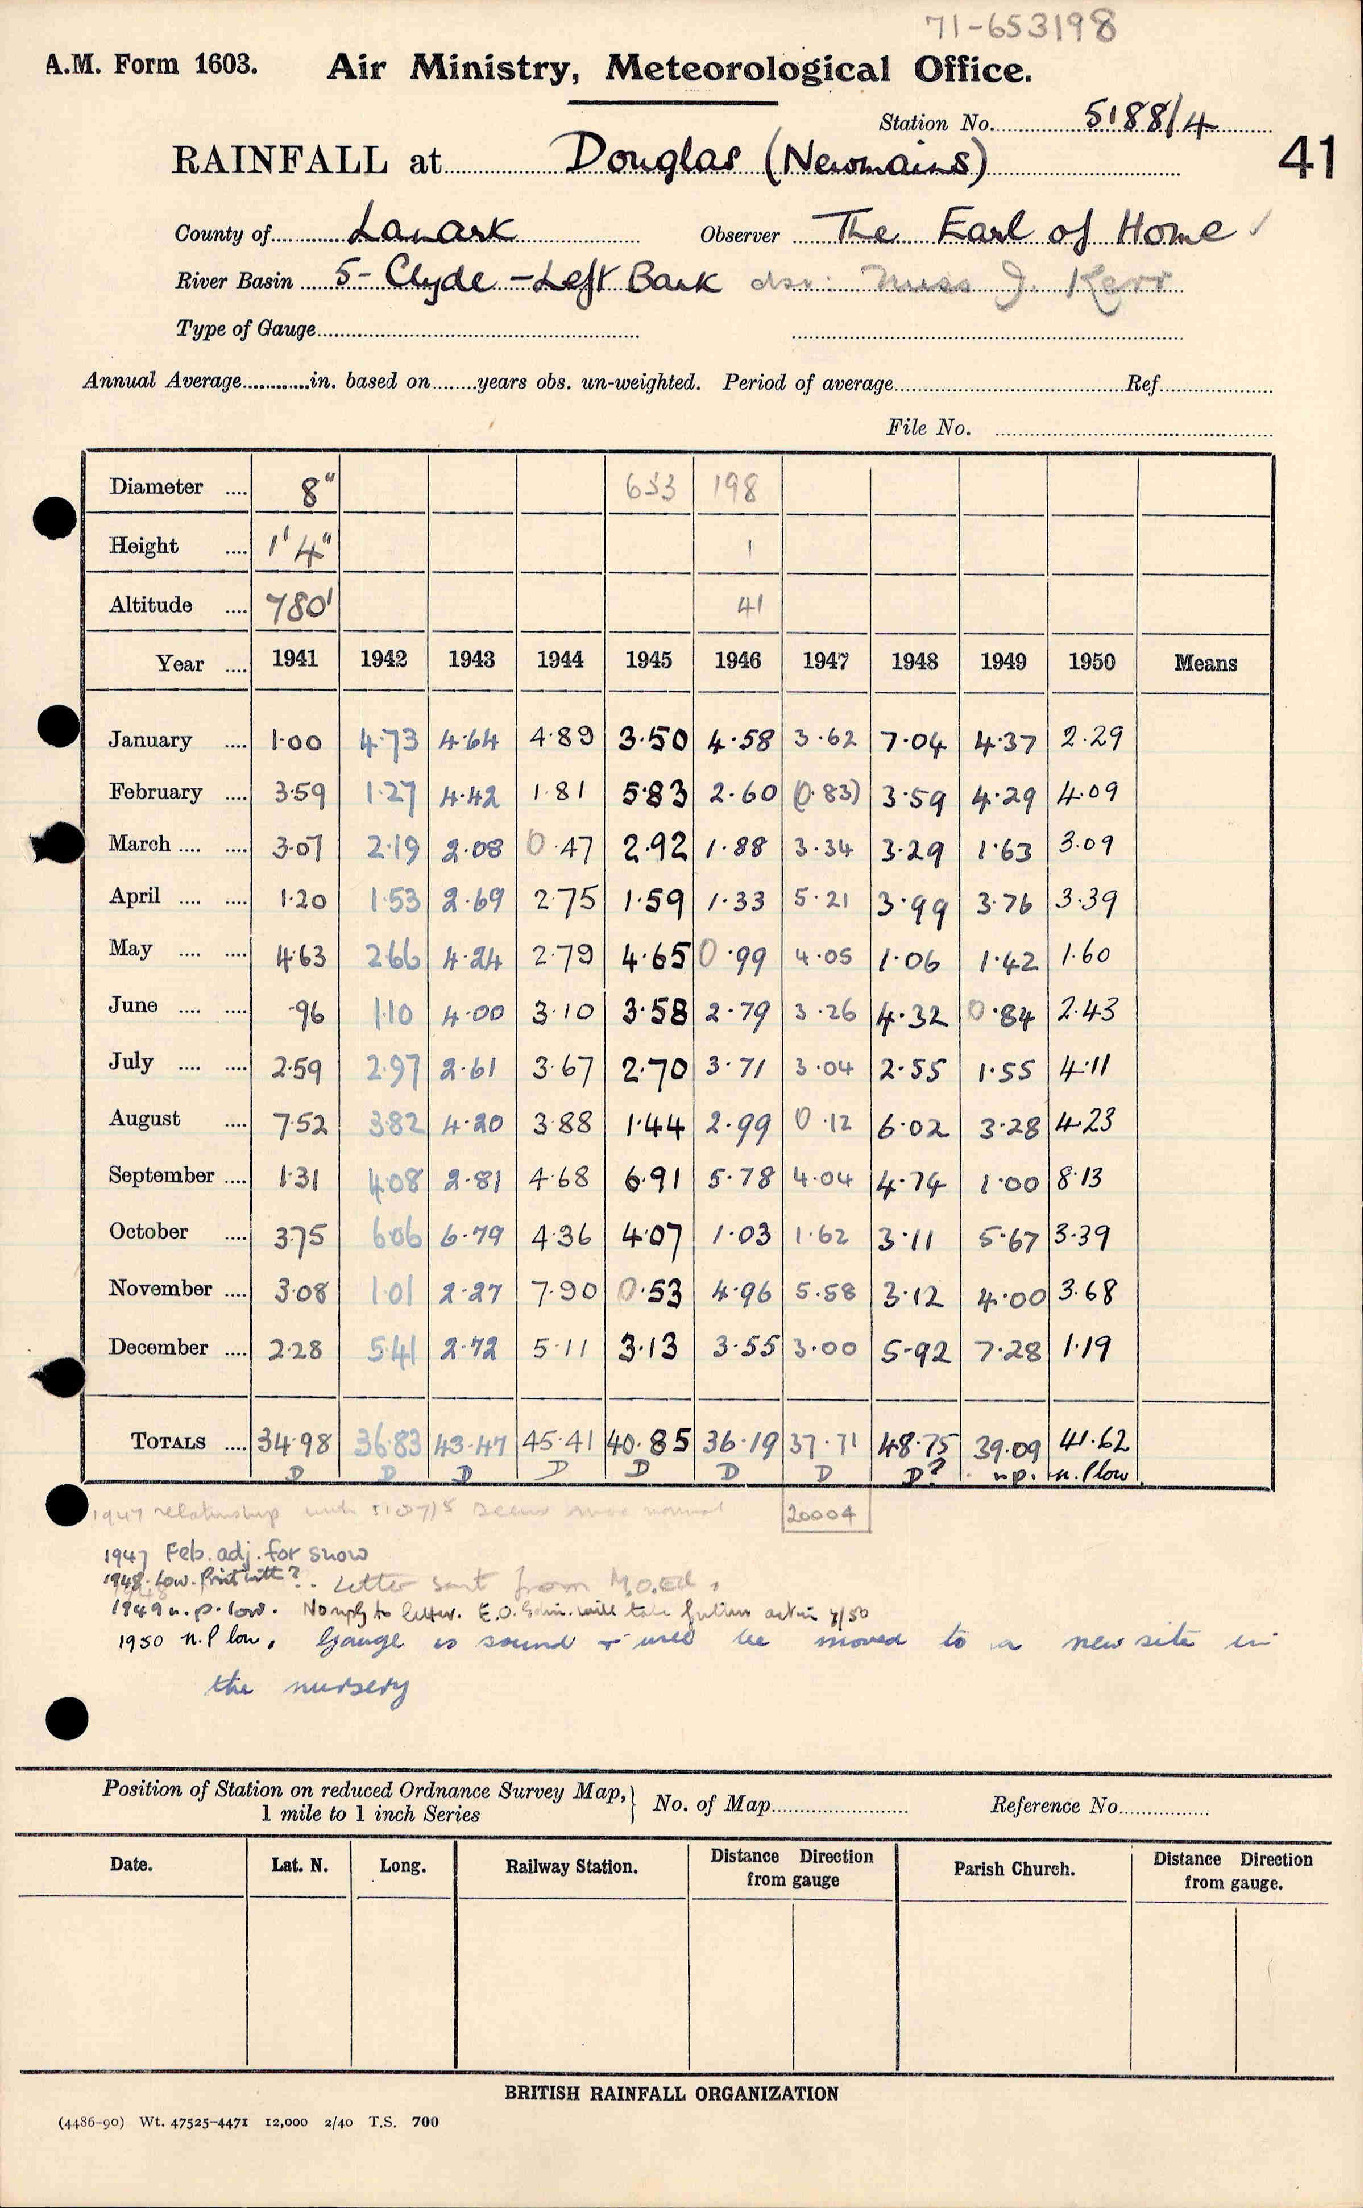 71-653198
A.M. Form 1603. Air Ministry, Meteorological Office.
Station No. 5188/4
RAINFALL at Douglas (Newmains) 41
County of Lanark Observer The Earl of Home
River Basin 5 - Clyde - Left Bank Miss J. Kerr
Type of Gauge
Annual Average in. based on years obs. un-weighted. Period of average Ref.
File No.
Diameter 8" 653 198
Height 1' 4" 1
Altitude 780' 41
Year 1941 1942 1943 1944 1945 1946 1947 1948 1949 1950 Means
January 1.00 4.73 4.64 4.89 3.50 4.58 3.62 7.04 4.37 2.29
February 3.59 1.27 4.42 1.81 5.83 2.60 (0.83) 3.59 4.29 4.09
March 3.07 2.19 2.08 0.47 2.92 1.88 3.34 3.29 1.63 3.09
April 1.20 1.53 2.69 2.75 1.59 1.33 5.21 3.99 3.76 3.39
May 4.63 2.66 4.24 2.79 4.65 0.99 4.05 1.06 1.42 1.60
June .96 1.10 4.00 3.10 3.58 2.79 3.26 4.32 0.84 2.43
July 2.59 2.97 2.61 3.67 2.70 3.71 3.04 2.55 1.55 4.11
August 7.52 3.82 4.20 3.88 1.44 2.99 0.12 6.02 3.28 4.23
September 1.31 4.08 2.81 4.68 6.91 5.78 4.04 4.74 1.00 8.13
October 3.75 6.06 6.79 4.36 4.07 1.03 1.62 3.11 5.67 3.39
November 3.08 1.01 2.27 7.90 0.53 4.96 5.58 3.12 4.00 3.68
December 2.28 5.41 2.72 5.11 3.13 3.55 3.00 5.92 7.28 1.19
TOTALS 34.98 36.83 43.47 45.41 40.85 36.19 37.71 48.75 39.09 41.62
D D D D D D D D? n.p. n.p low
1947 relationship with 20004
1947 Feb. adj. for snow
1948. Low. Print with? Letter sent from M.O.Ed.
1949 n.p. low. No reply to letter. E.O. Edin. will take further action 7/50
1950 n.p low. Gauge is sound & will be moved to a new site in
the nursery
Position of Station on reduced Ordnance Survey Map, 1 mile to 1 inch Series } No. of Map Reference No.
Date. Lat. N. Long. Railway Station. Distance Direction from gauge Parish Church. Distance Direction from gauge.
BRITISH RAINFALL ORGANIZATION
(4486-90) Wt. 47525-4471 12,000 2/40 T.S. 700